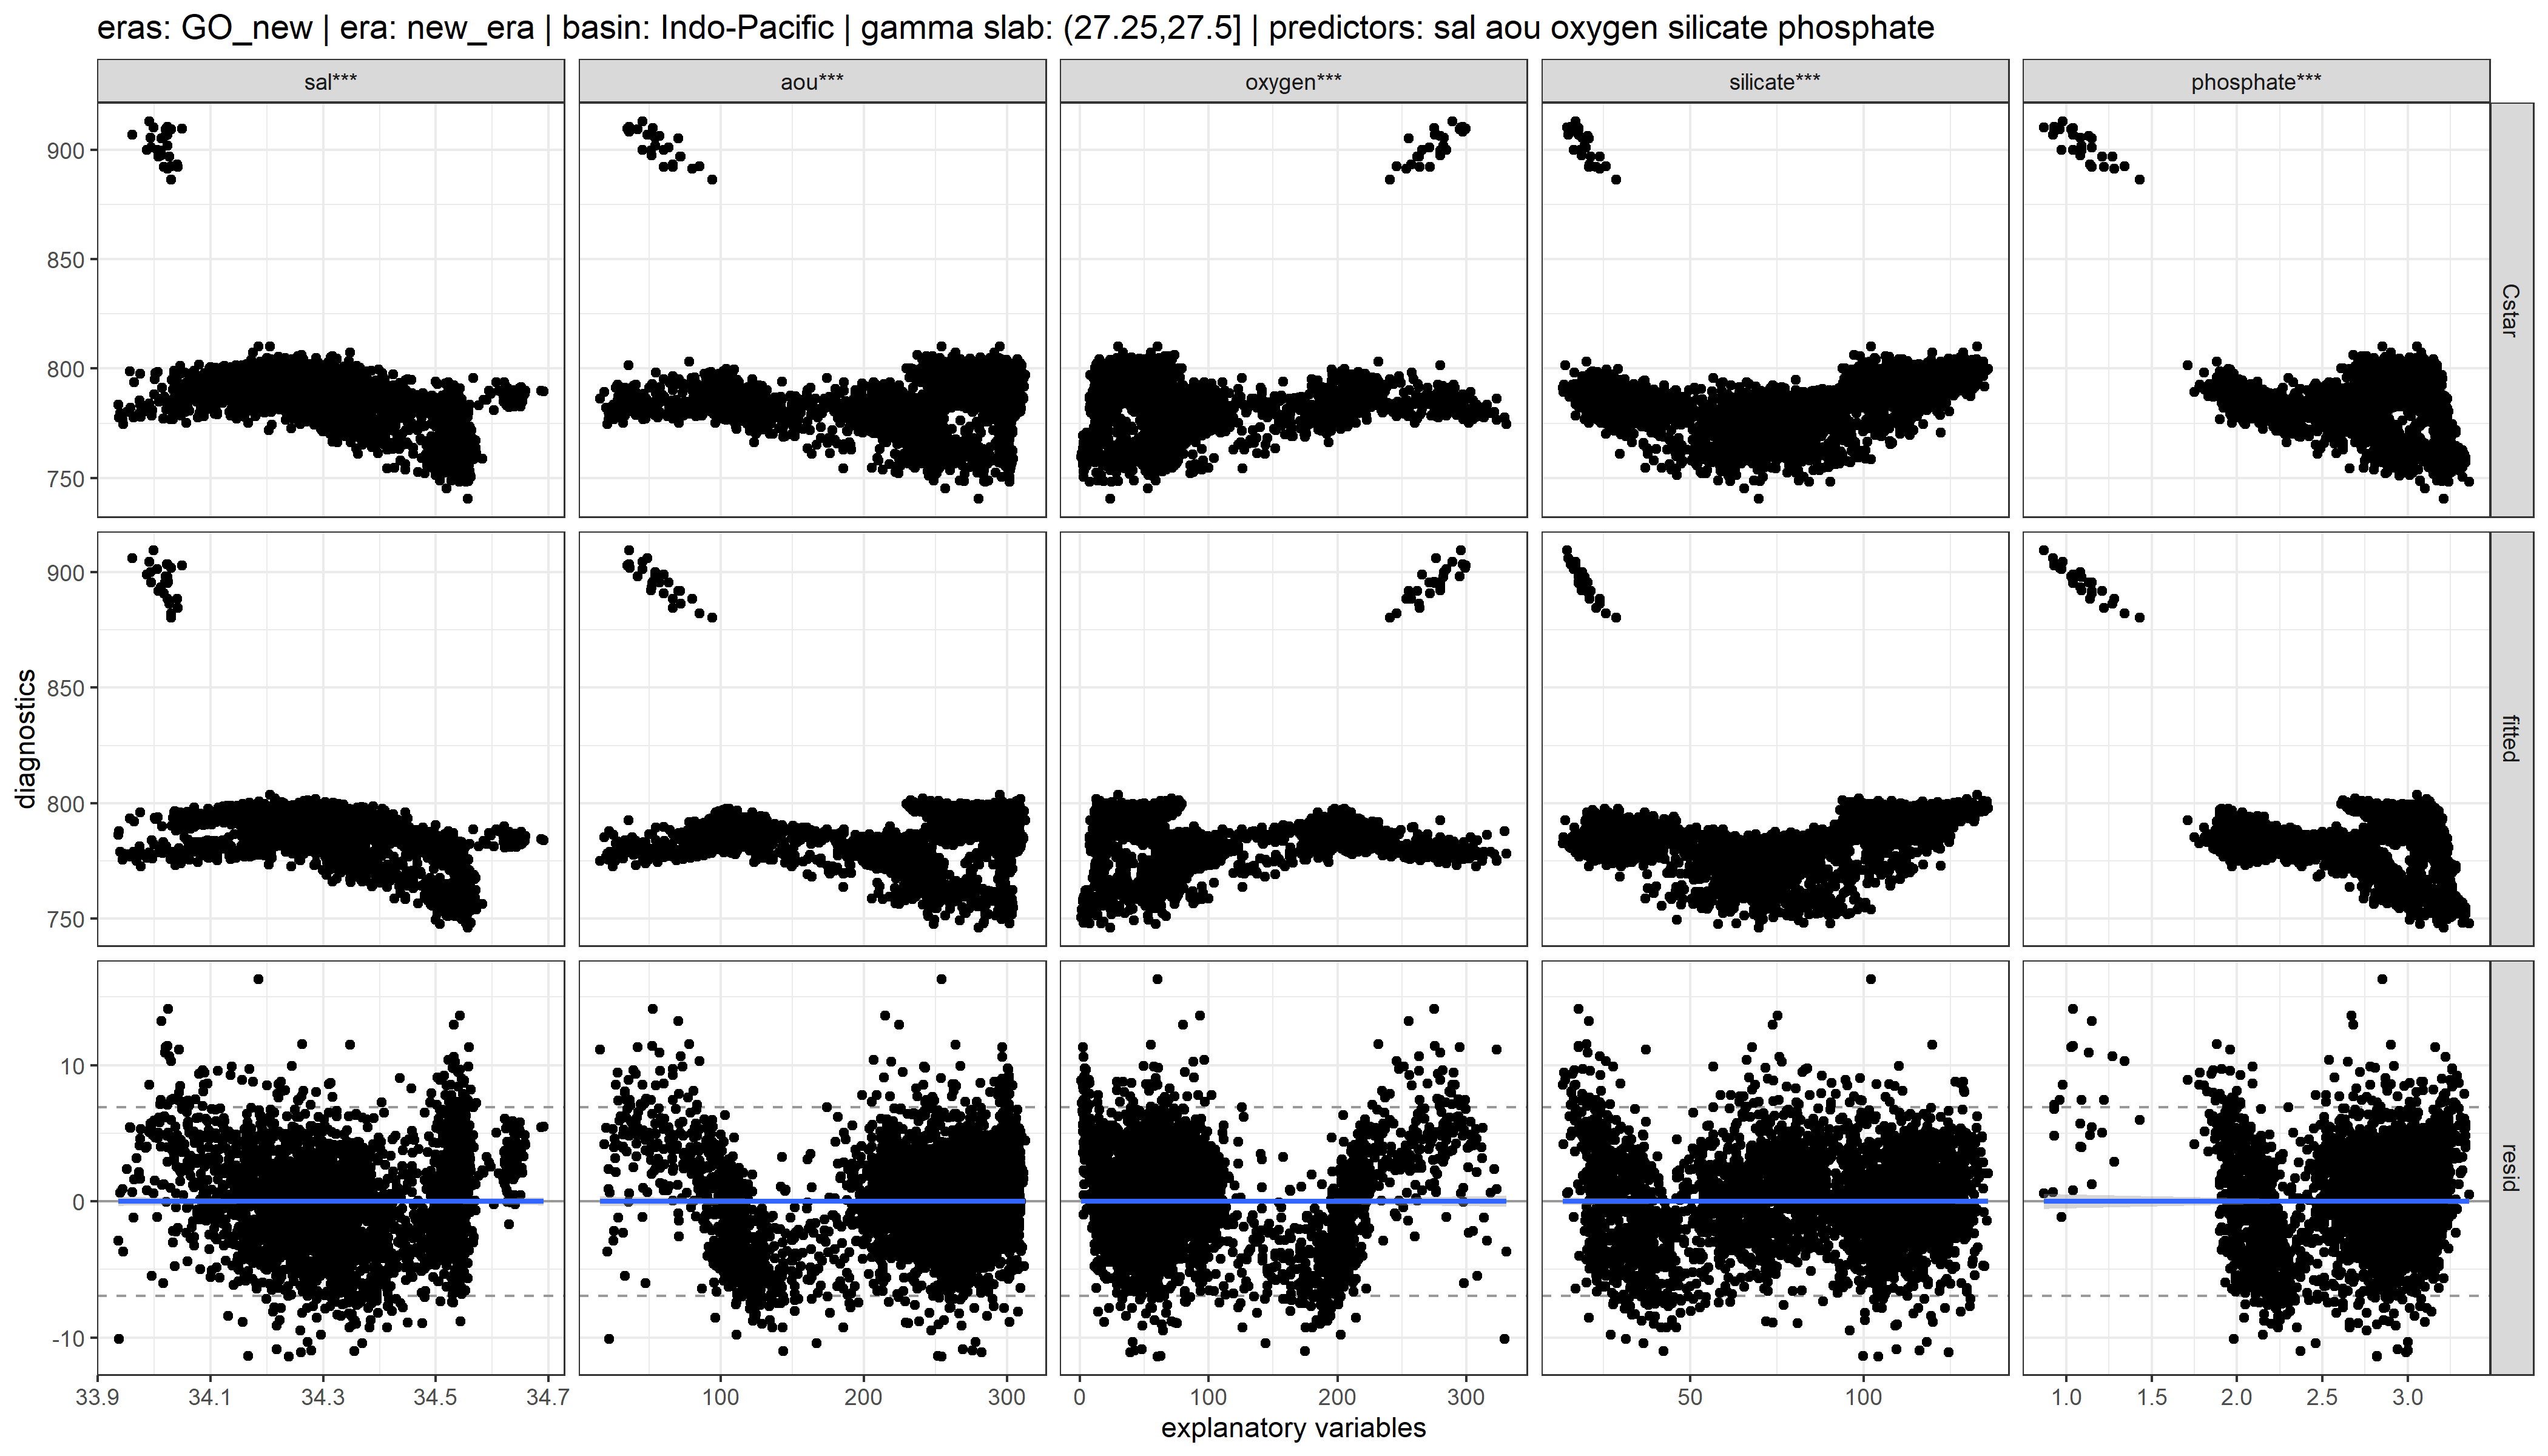 eras: GO_new | era: new_era | basin: Indo-Pacific | gamma slab: (27.25,27.5] | predictors: sal aou oxygen silicate phosphate
sal*** aou*** oxygen*** silicate*** phosphate***
900
850
800
750
Cstar
900
850
800
750
fitted
10
0
-10
resid
diagnostics
33.9 34.1 34.3 34.5 34.7 100 200 300 0 100 200 300 50 100 1.0 1.5 2.0 2.5 3.0
explanatory variables